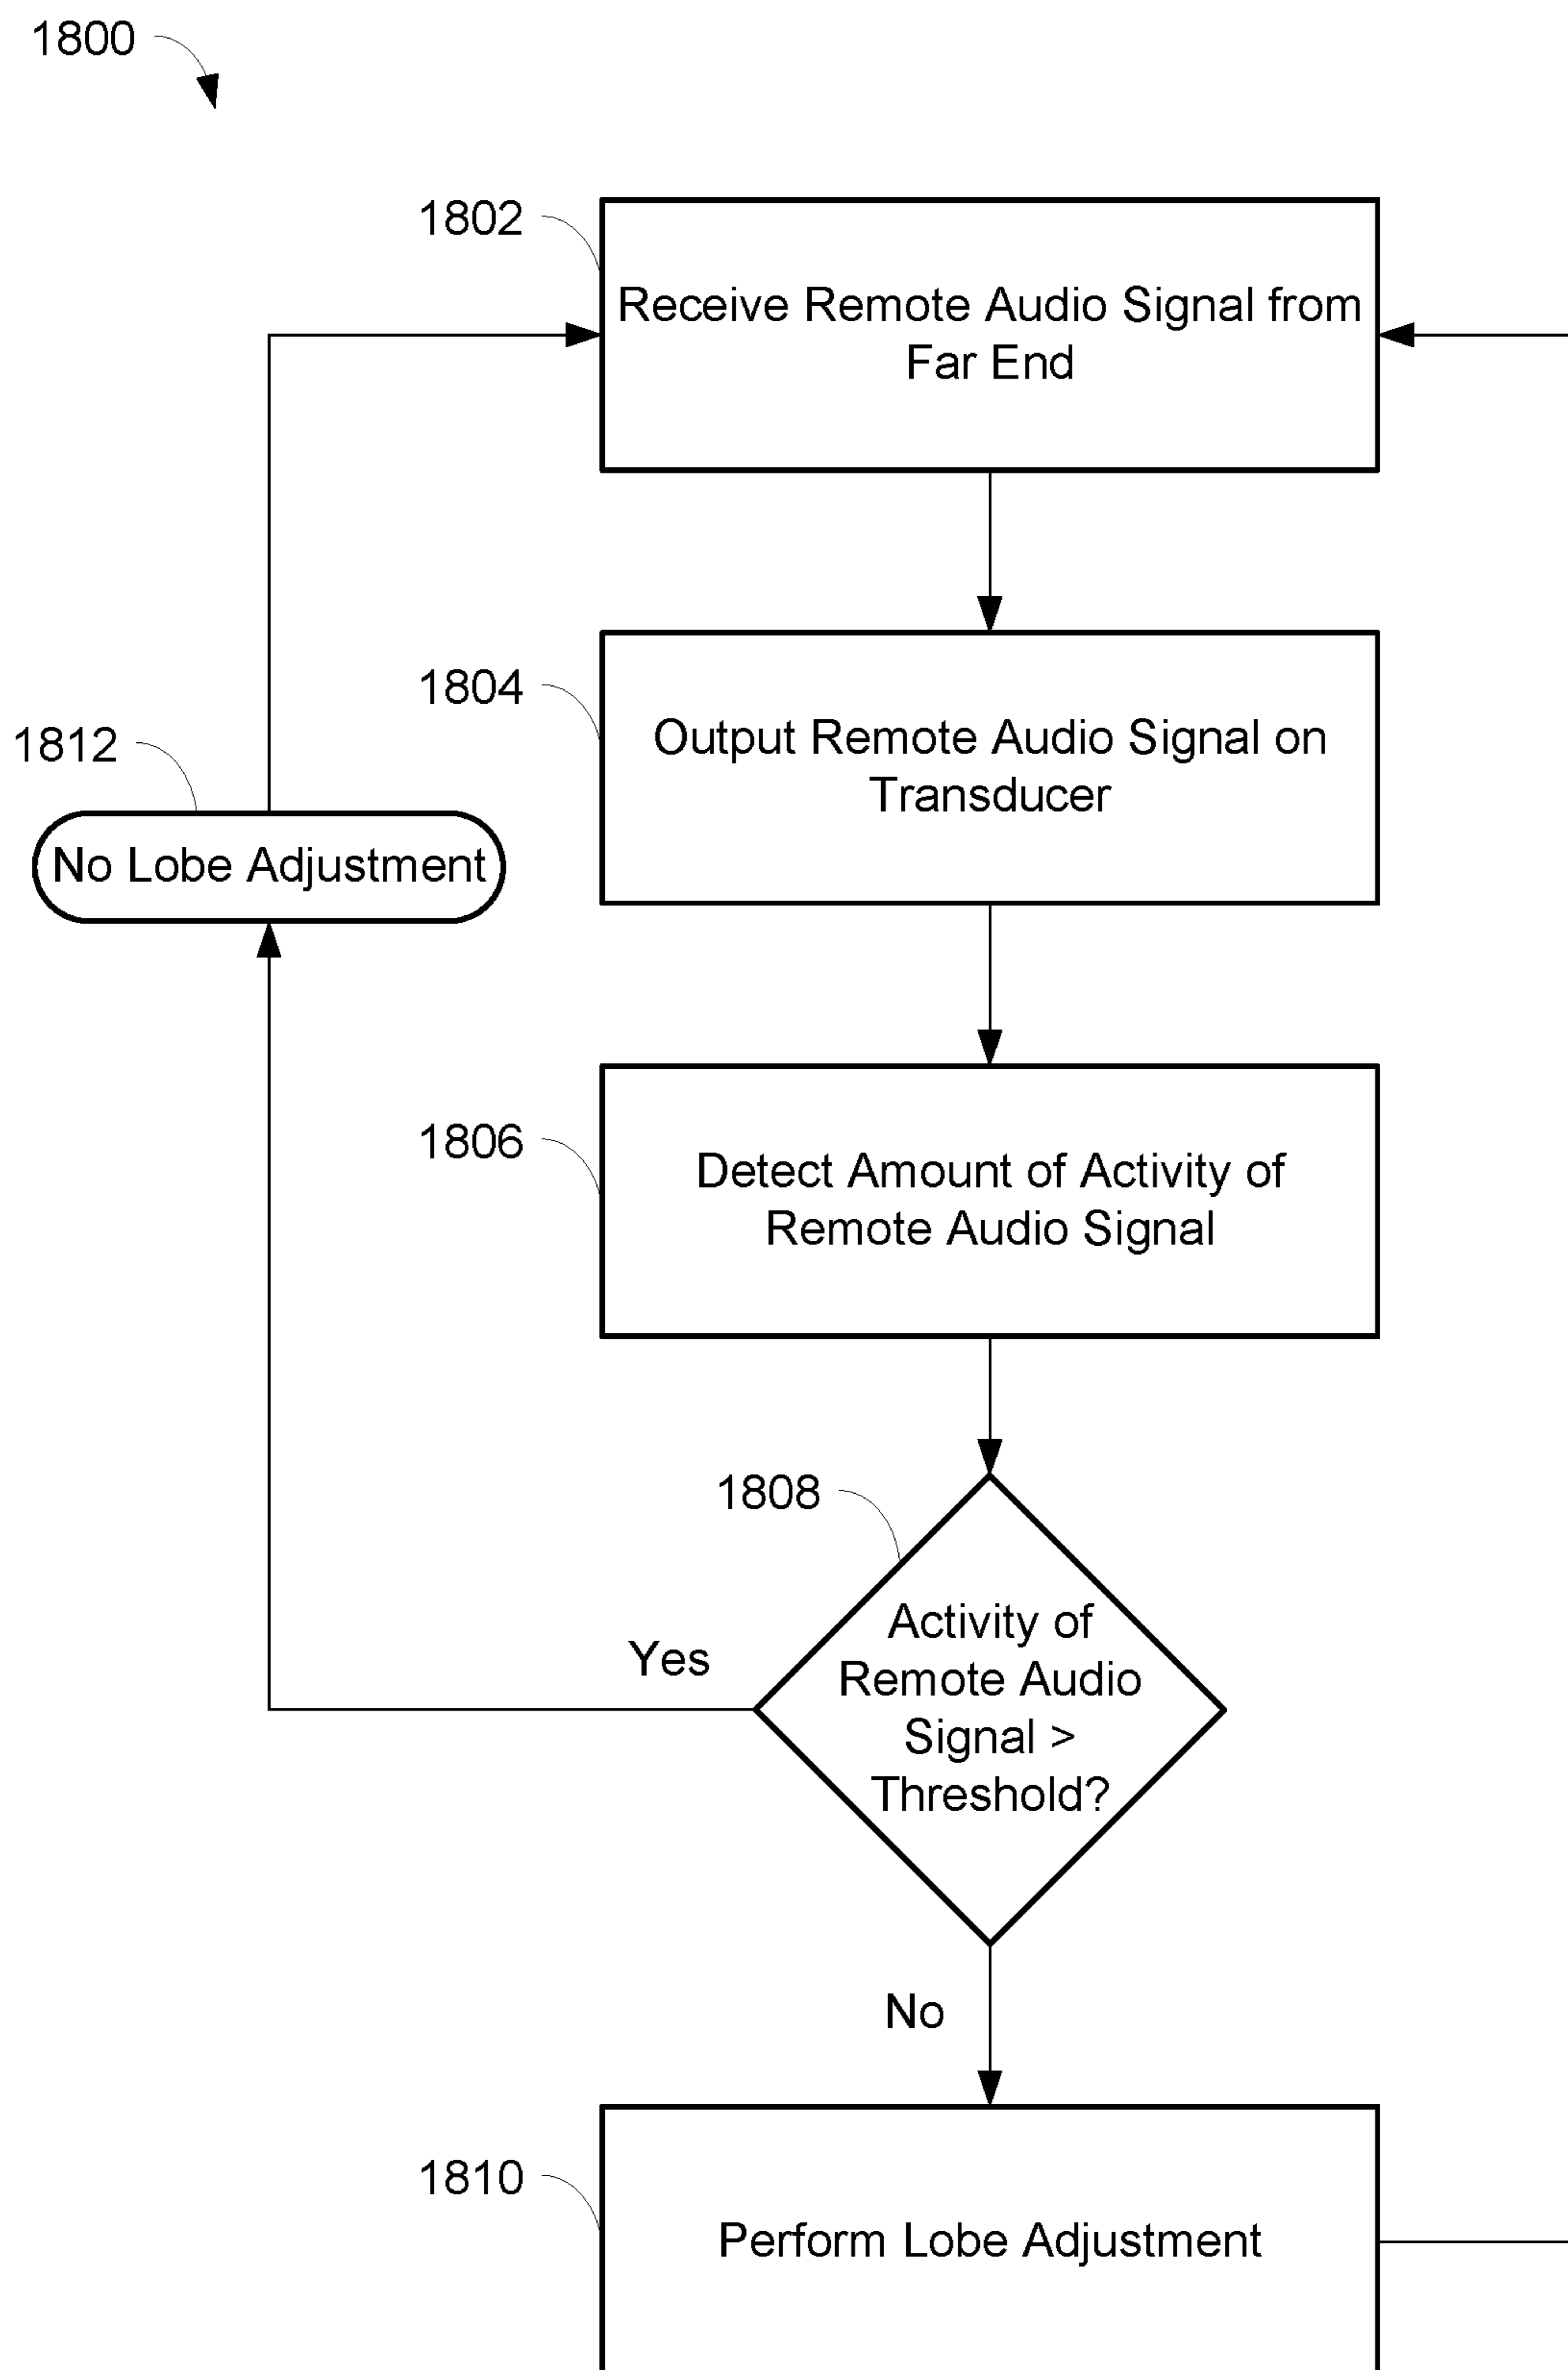 1800
1802
Receive Remote Audio Signal from
Far End
1804
Output Remote Audio Signal on
Transducer
1812
No Lobe Adjustment
1806
Detect Amount of Activity of
Remote Audio Signal
1808
Activity of
Remote Audio
Signal >
Threshold?
Yes
No
1810
Perform Lobe Adjustment